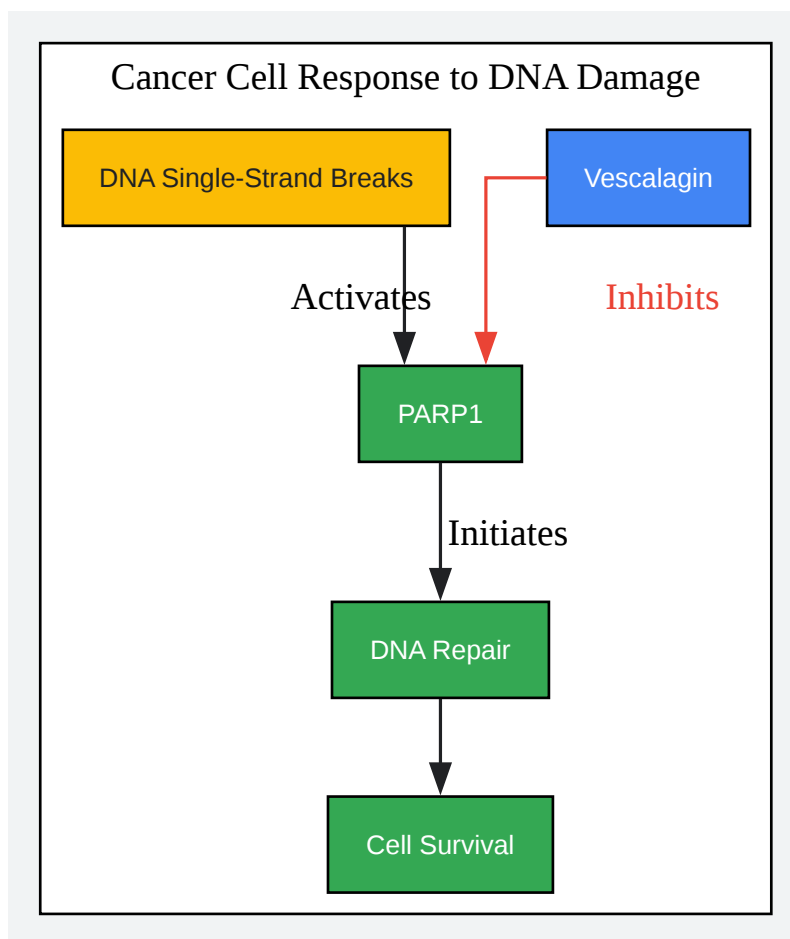 Cancer Cell Response to DNA Damage
DNA Single-Strand Breaks
Vescalagin
Activates
Inhibits
PARP1
Initiates
DNA Repair
Cell Survival